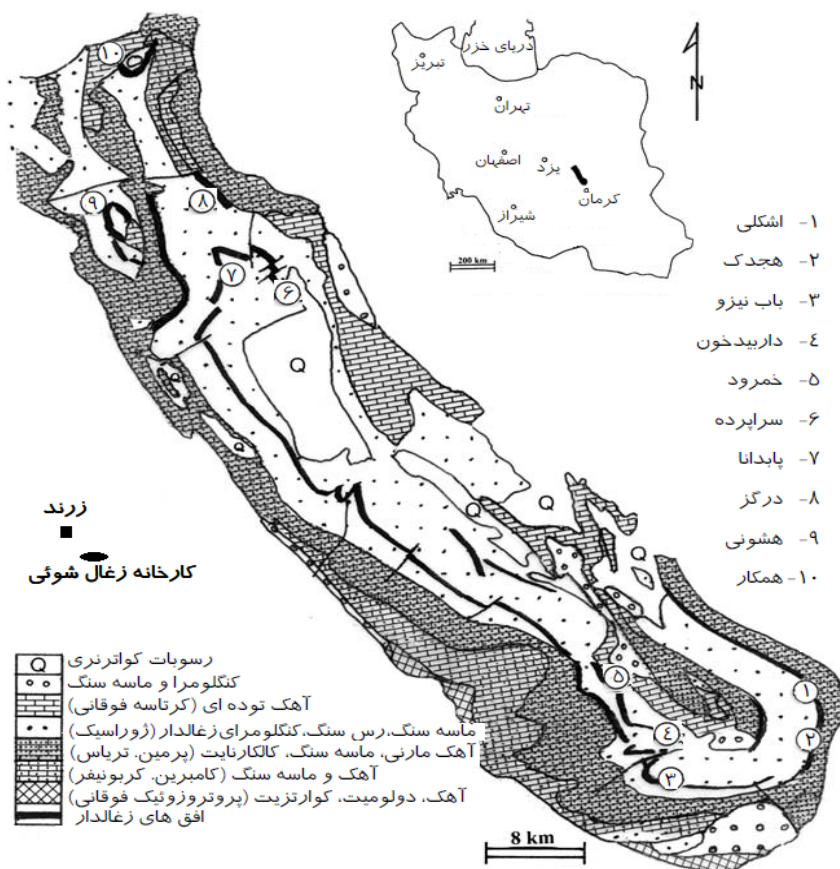 دریای خزر
تبریز
تهران
اصفهان
یزد
کرمان
شیراز
200 km
N
۱- اشکلی
۲- هجدک
۳- باب نیزو
٤- داربیدخون
۵- خمرود
۶- سراپرده
۷- پابدانا
۸- درگز
۹- هشونی
۱۰- همکار
۱۰
۹
۸
۷
۶
Q
Q
Q
Q
Q
Q
۵
٤
۳
۱
۲
زرند
کارخانه زغال شوئی
Q
رسوبات کواترنری
کنگلومرا و ماسه سنگ
آهک توده ای (کرتاسه فوقانی)
ماسه سنگ، رس سنگ، کنگلومرای زغالدار (ژوراسیک)
آهک مارنی، ماسه سنگ، کالکارنایت (پرمین. تریاس)
آهک و ماسه سنگ (کامبرین. کربونیفر)
آهک، دولومیت، کوارتزیت (پروتروزوئیک فوقانی)
افق های زغالدار
8 km